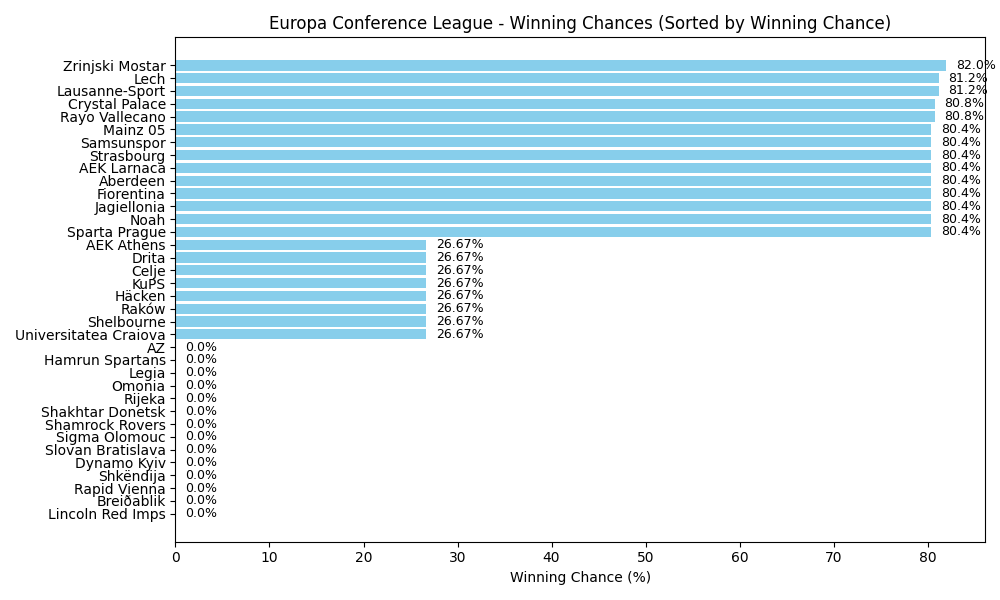 Europa Conference League - Winning Chances (Sorted by Winning Chance)
Zrinjski Mostar 82.0%
Lech 81.2%
Lausanne-Sport 81.2%
Crystal Palace 80.8%
Rayo Vallecano 80.8%
Mainz 05 80.4%
Samsunspor 80.4%
Strasbourg 80.4%
AEK Larnaca 80.4%
Aberdeen 80.4%
Fiorentina 80.4%
Jagiellonia 80.4%
Noah 80.4%
Sparta Prague 80.4%
AEK Athens 26.67%
Drita 26.67%
Celje 26.67%
KuPS 26.67%
Häcken 26.67%
Raków 26.67%
Shelbourne 26.67%
Universitatea Craiova 26.67%
AZ 0.0%
Hamrun Spartans 0.0%
Legia 0.0%
Omonia 0.0%
Rijeka 0.0%
Shakhtar Donetsk 0.0%
Shamrock Rovers 0.0%
Sigma Olomouc 0.0%
Slovan Bratislava 0.0%
Dynamo Kyiv 0.0%
Shkëndija 0.0%
Rapid Vienna 0.0%
Breiðablik 0.0%
Lincoln Red Imps 0.0%
0 10 20 30 40 50 60 70 80
Winning Chance (%)